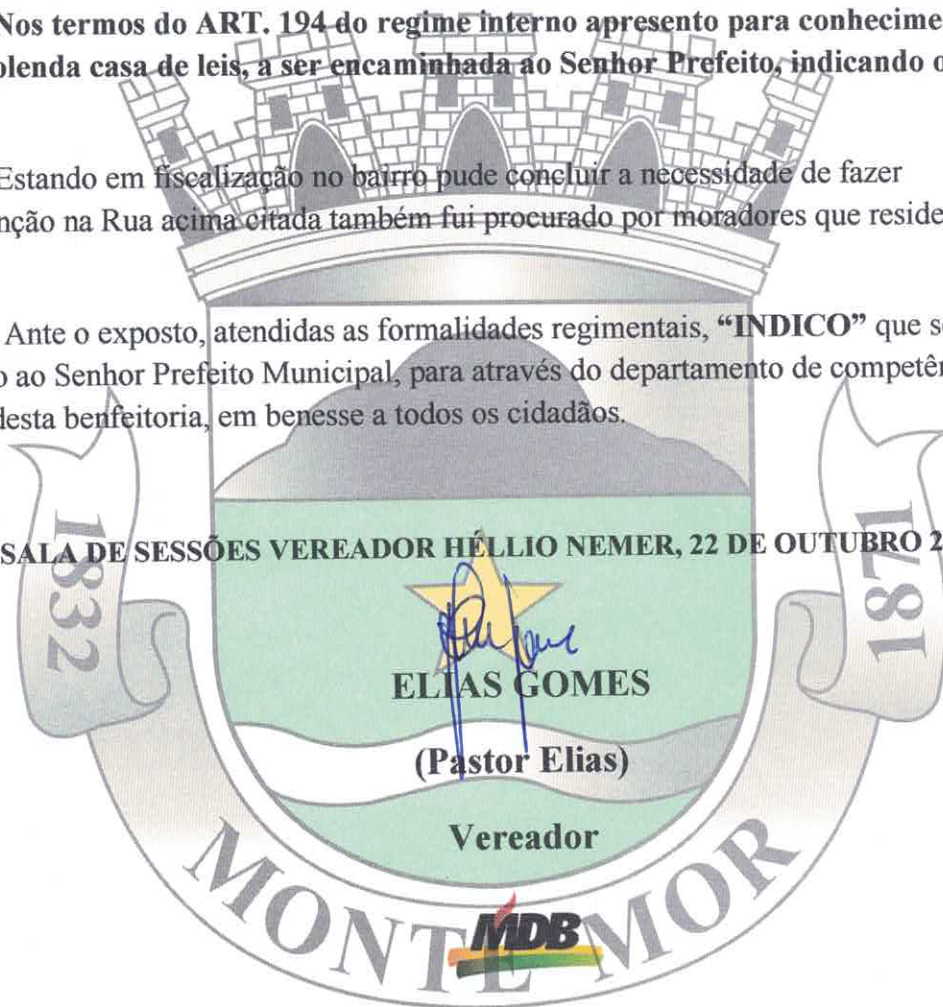 Nos termos do ART. 194 do regime interno apresento para conhecime
olenda casa de leis, a ser encaminhada ao Senhor Prefeito, indicando o
Estando em fiscalização no bairro pude concluir a necessidade de fazer
nção na Rua acima citada também fui procurado por moradores que reside
Ante o exposto, atendidas as formalidades regimentais, “INDICO” que se
o ao Senhor Prefeito Municipal, para através do departamento de competên
desta benfeitoria, em benesse a todos os cidadãos.
SALA DE SESSÕES VEREADOR HÉLLIO NEMER, 22 DE OUTUBRO 2
1832
1871
ELIAS GOMES
(Pastor Elias)
Vereador
MONTE MOR
MDB